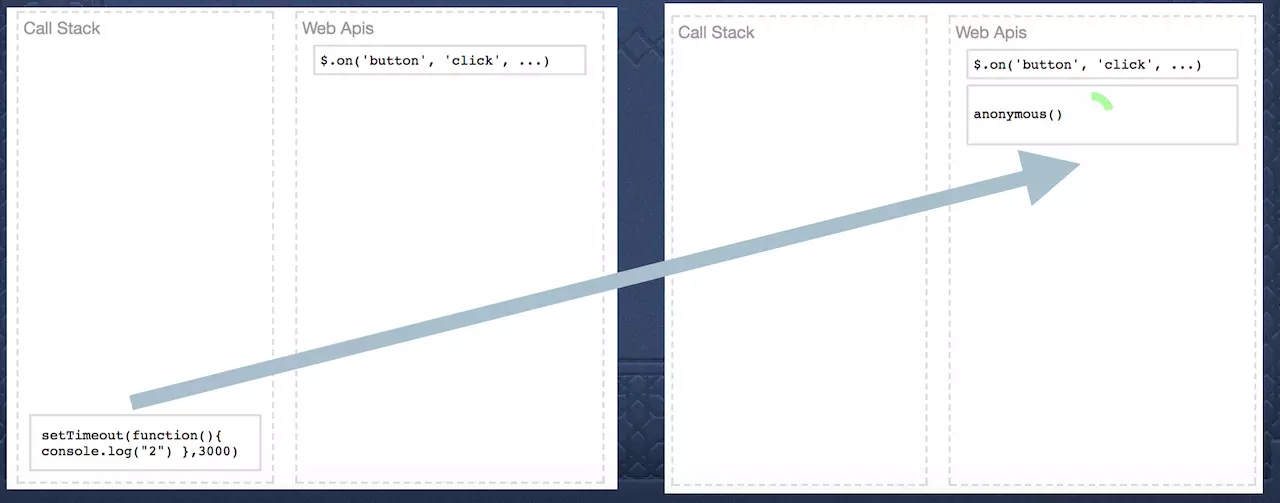 Call Stack
Web Apis
$.on('button', 'click', ...)
setTimeout(function(){
console.log("2") },3000)
Call Stack
Web Apis
$.on('button', 'click', ...)
anonymous()